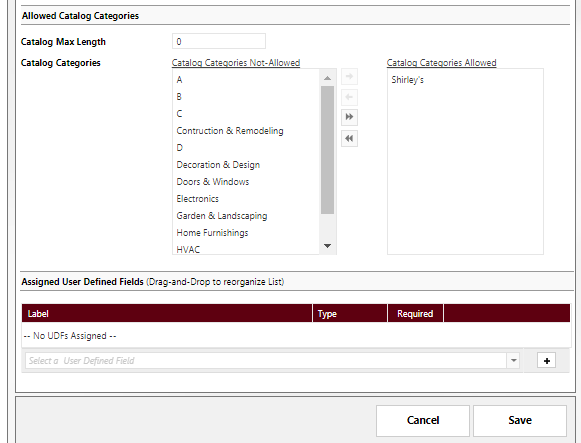 Allowed Catalog Categories
Catalog Max Length 0
Catalog Categories Catalog Categories Not-Allowed Catalog Categories Allowed
A Shirley's
B
C
Contruction & Remodeling
D
Decoration & Design
Doors & Windows
Electronics
Garden & Landscaping
Home Furnishings
HVAC
Assigned User Defined Fields (Drag-and-Drop to reorganize List)
Label Type Required
-- No UDFs Assigned --
Select a User Defined Field
Cancel Save